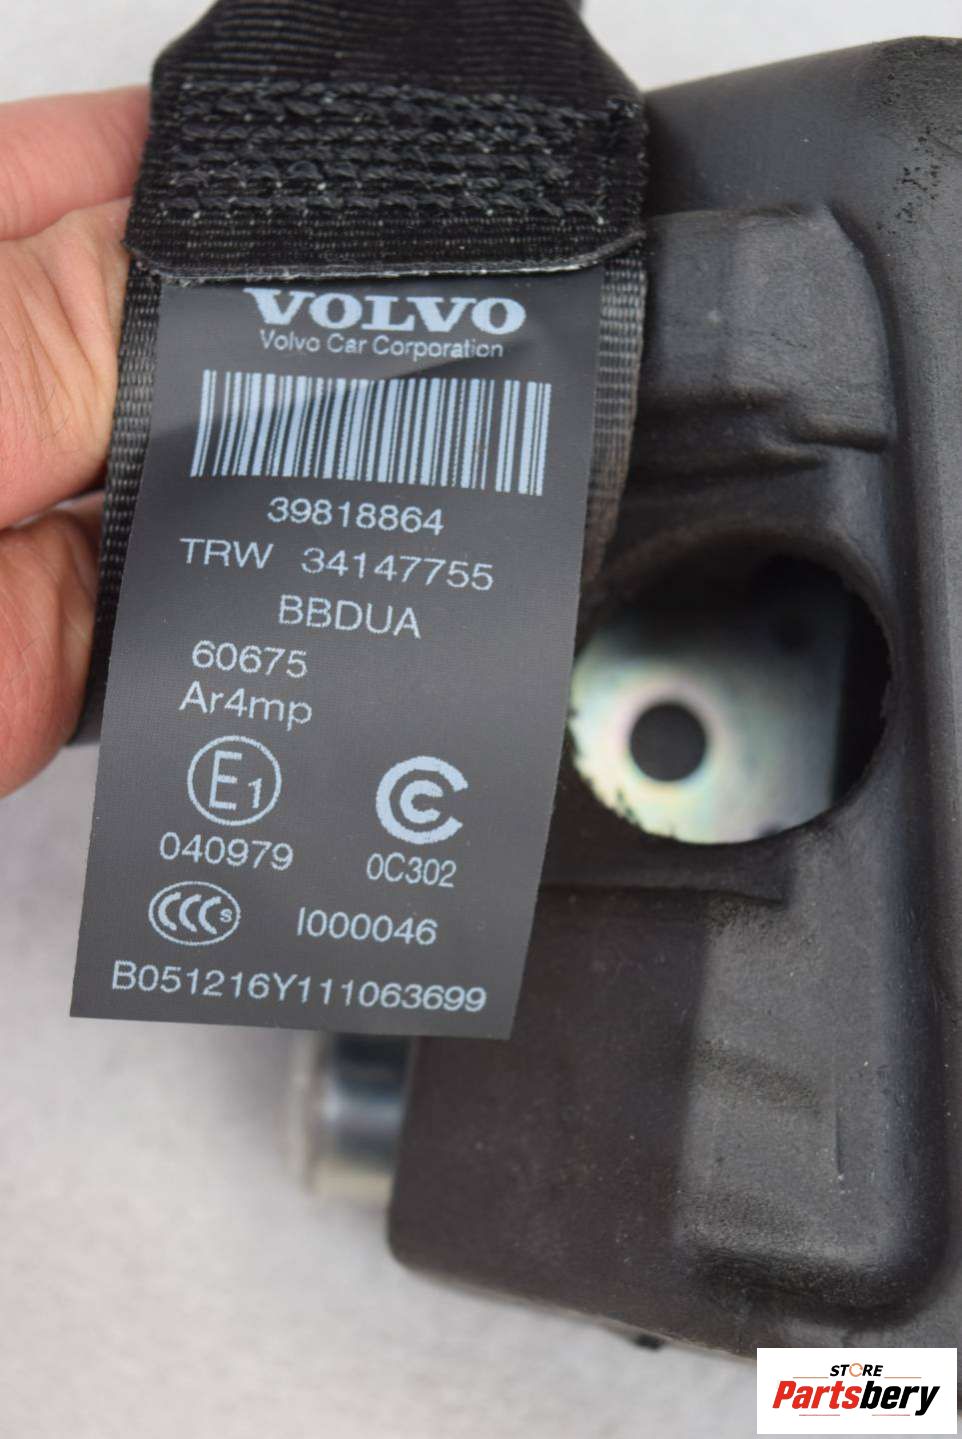 VOLVO
Volvo Car Corporation
39818864
TRW 34147755
BBDUA
60675
Ar4mp
E1
040979
0C302
CCC S
I000046
B051216Y111063699
STORE
Partsbery